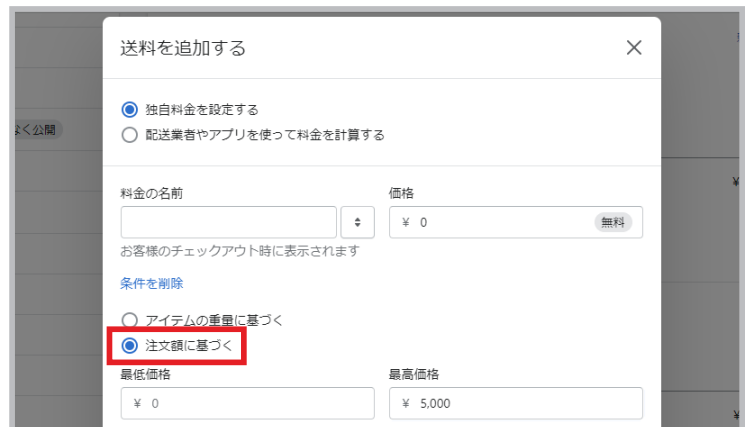 送料を追加する
独自料金を設定する
配送業者やアプリを使って料金を計算する
なく公開
料金の名前
価格
¥ 0 無料
お客様のチェックアウト時に表示されます
条件を削除
アイテムの重量に基づく
注文額に基づく
最低価格
最高価格
¥ 0
¥ 5,000
¥
¥